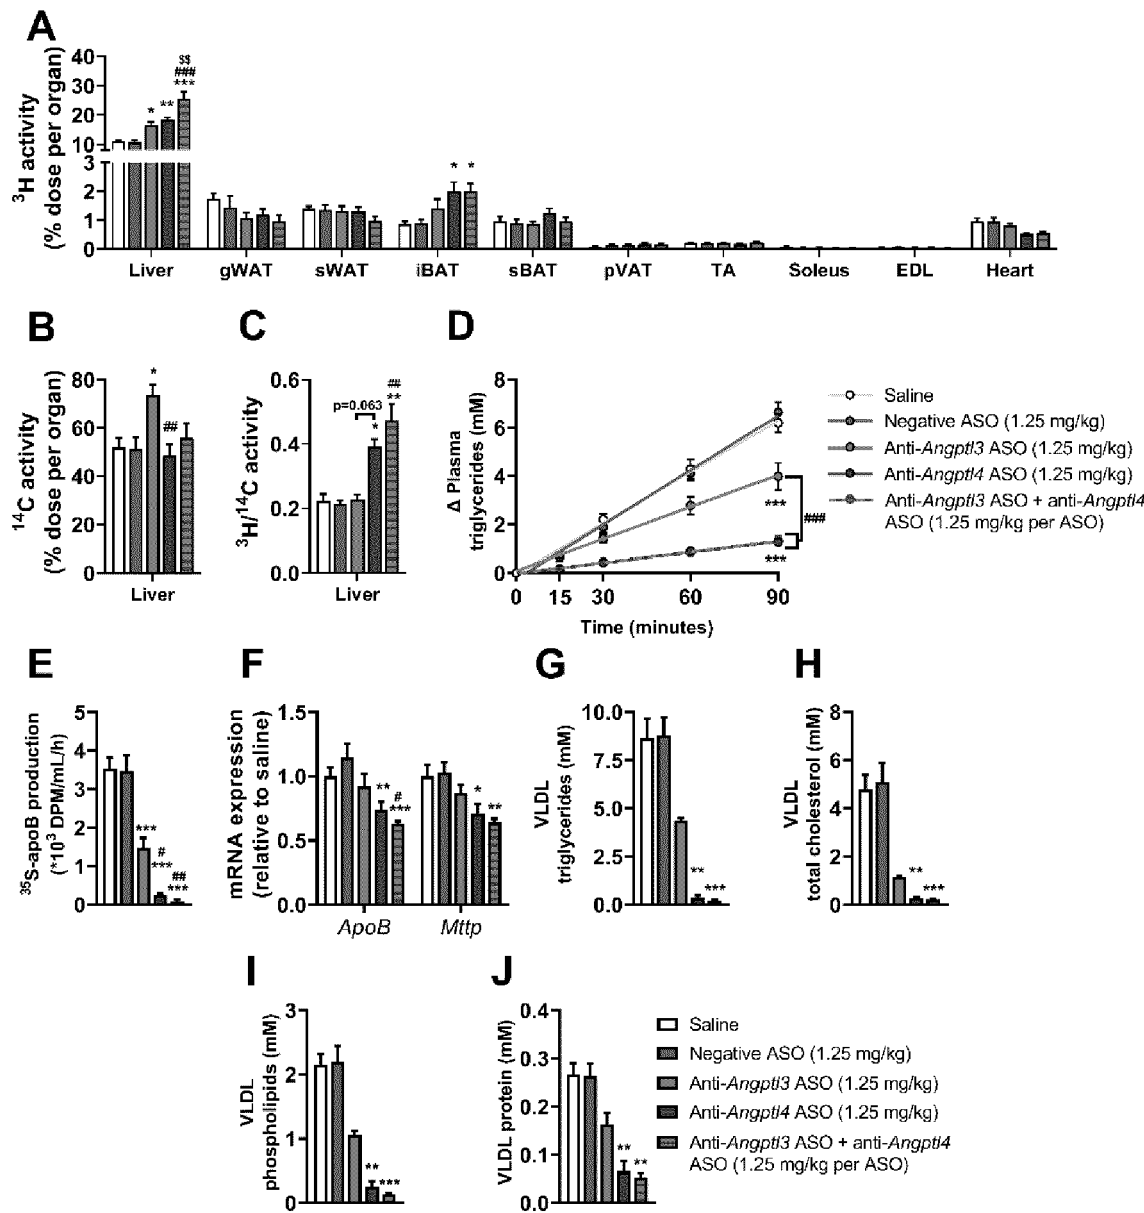 A
³H activity
(% dose per organ)
40
30
20
10
3
2
1
0
*
**
$$
###
***
*
*
Liver
gWAT
sWAT
iBAT
sBAT
pVAT
TA
Soleus
EDL
Heart
B
¹⁴C activity
(% dose per organ)
80
60
40
20
0
*
##
Liver
C
³H/¹⁴C activity
0.6
0.4
0.2
0.0
p=0.063
*
##
**
Liver
D
Δ Plasma
triglycerides (mM)
8
6
4
2
0
***
***
###
0
15
30
60
90
Time (minutes)
Saline
Negative ASO (1.25 mg/kg)
Anti-Angptl3 ASO (1.25 mg/kg)
Anti-Angptl4 ASO (1.25 mg/kg)
Anti-Angptl3 ASO + anti-Angptl4
ASO (1.25 mg/kg per ASO)
E
³⁵S-apoB production
(*10³ DPM/mL/h)
5
4
3
2
1
0
***
#
***
##
***
F
mRNA expression
(relative to saline)
1.5
1.0
0.5
0.0
**
#
***
*
**
ApoB
Mttp
G
VLDL
triglycerides (mM)
10.0
7.5
5.0
2.5
0.0
**
***
H
VLDL
total cholesterol (mM)
8
6
4
2
0
**
***
I
VLDL
phospholipids (mM)
3
2
1
0
**
***
J
VLDL protein (mM)
0.4
0.3
0.2
0.1
0.0
**
**
Saline
Negative ASO (1.25 mg/kg)
Anti-Angptl3 ASO (1.25 mg/kg)
Anti-Angptl4 ASO (1.25 mg/kg)
Anti-Angptl3 ASO + anti-Angptl4
ASO (1.25 mg/kg per ASO)